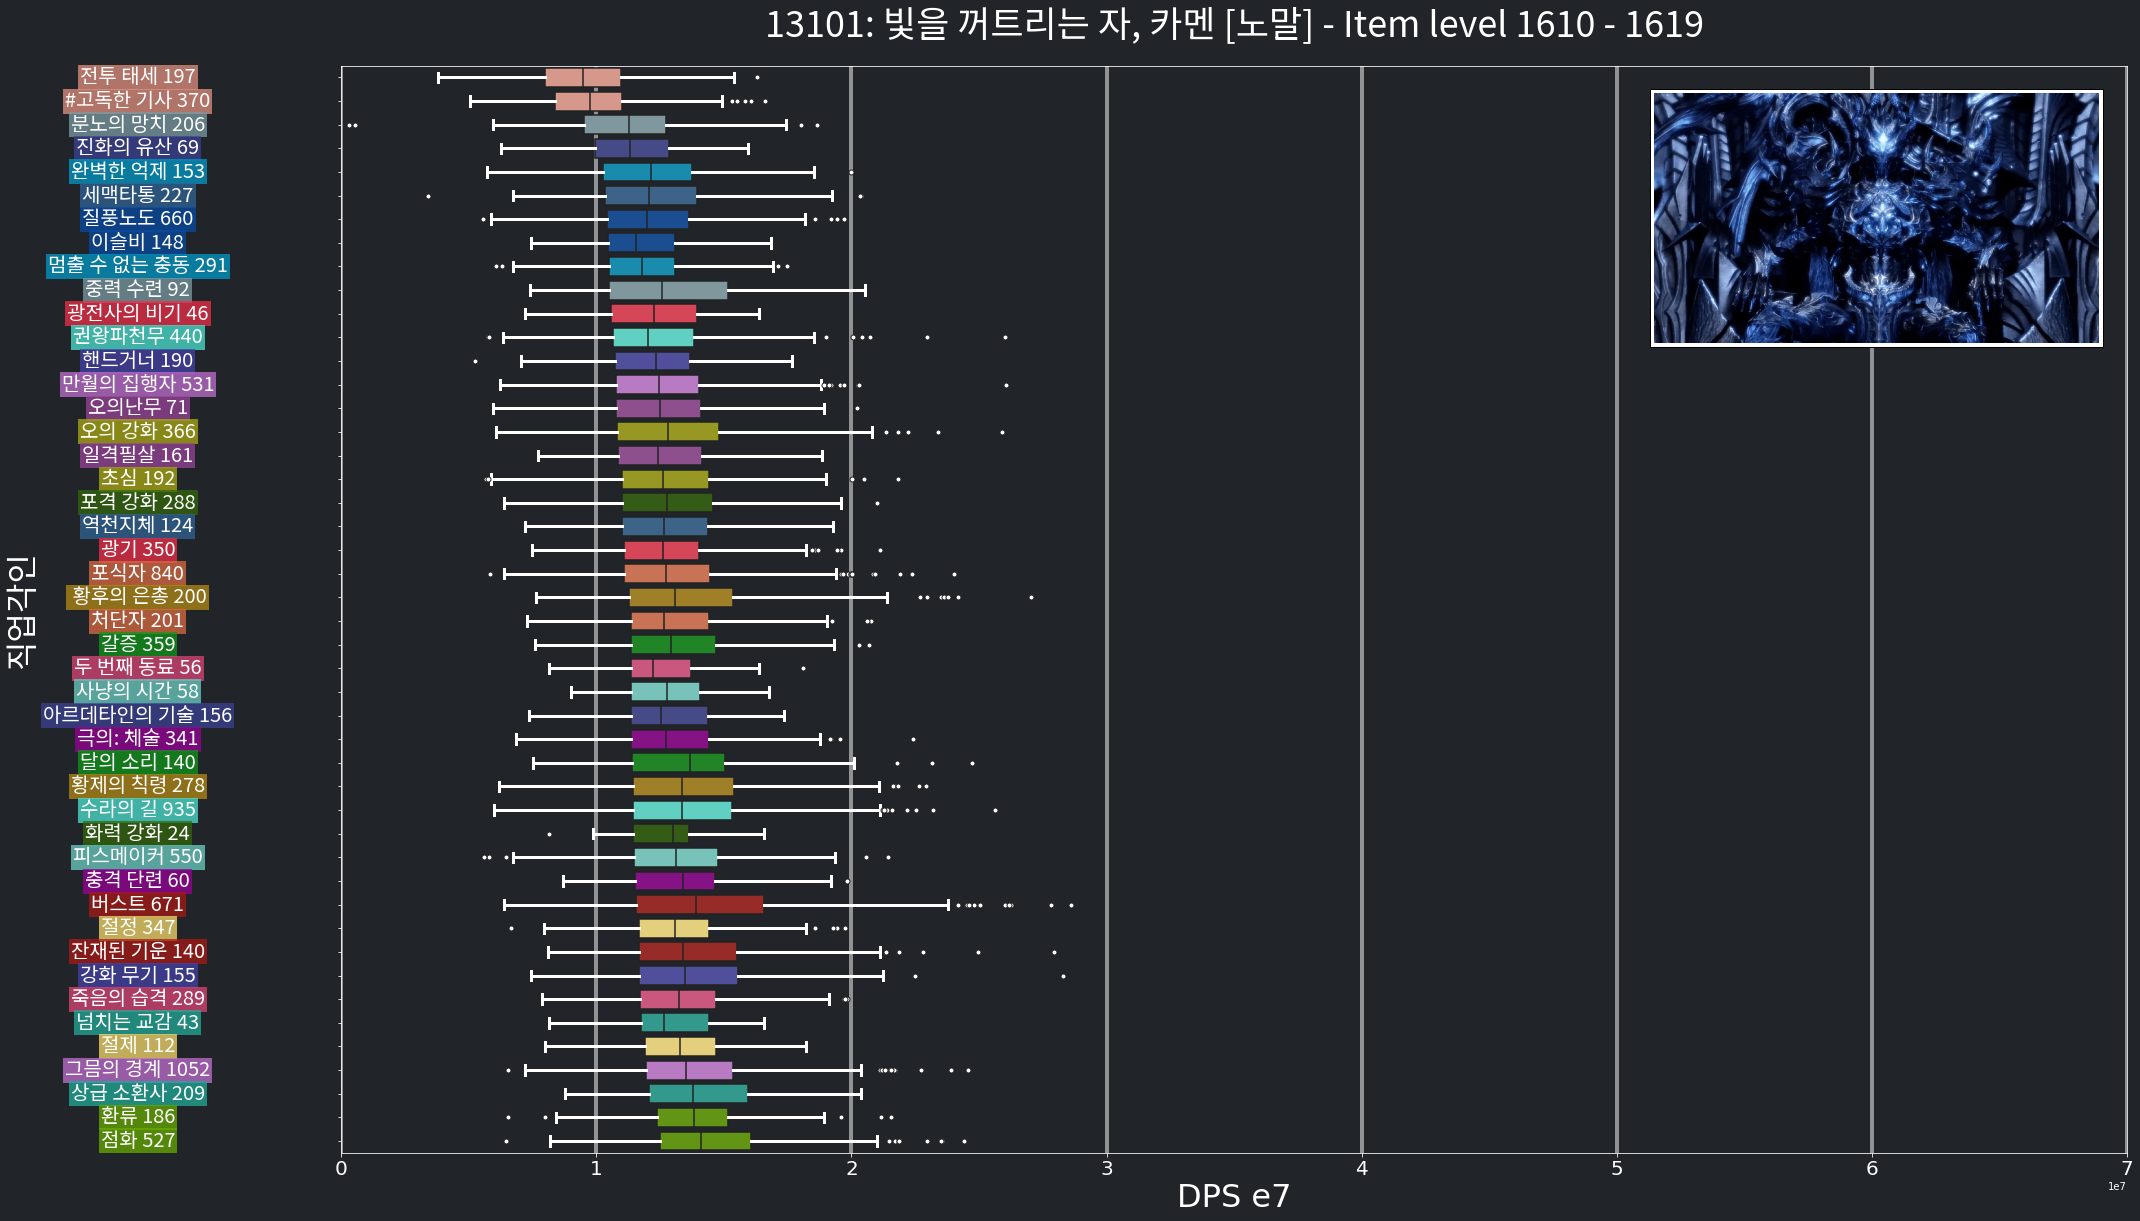 13101: 빛을 꺼트리는 자, 카멘 [노말] - Item level 1610 - 1619
전투 태세 197
#고독한 기사 370
분노의 망치 206
진화의 유산 69
완벽한 억제 153
세맥타통 227
질풍노도 660
이슬비 148
멈출 수 없는 충동 291
중력 수련 92
광전사의 비기 46
권왕파천무 440
핸드거너 190
만월의 집행자 531
오의난무 71
오의 강화 366
일격필살 161
초심 192
포격 강화 288
역천지체 124
광기 350
포식자 840
황후의 은총 200
처단자 201
갈증 359
두 번째 동료 56
사냥의 시간 58
아르데타인의 기술 156
극의: 체술 341
달의 소리 140
황제의 칙령 278
수라의 길 935
화력 강화 24
피스메이커 550
충격 단련 60
버스트 671
절정 347
잔재된 기운 140
강화 무기 155
죽음의 습격 289
넘치는 교감 43
절제 112
그믐의 경계 1052
상급 소환사 209
환류 186
점화 527
직업각인
0 1 2 3 4 5 6 7
1e7
DPS e7